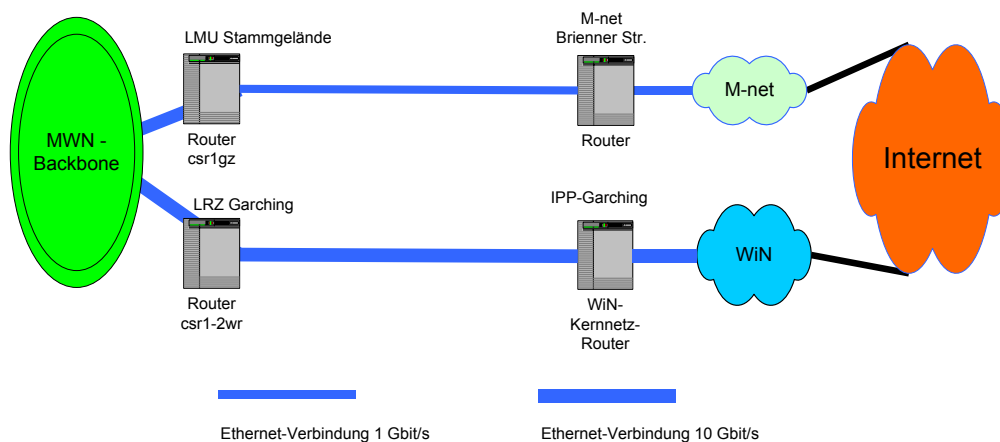 LMU Stammgelände
M-net
Brienner Str.
MWN -
Backbone
Router
csr1gz
Router
M-net
Internet
LRZ Garching
IPP-Garching
Router
csr1-2wr
WiN-
Kernnetz-
Router
WiN
Ethernet-Verbindung 1 Gbit/s
Ethernet-Verbindung 10 Gbit/s